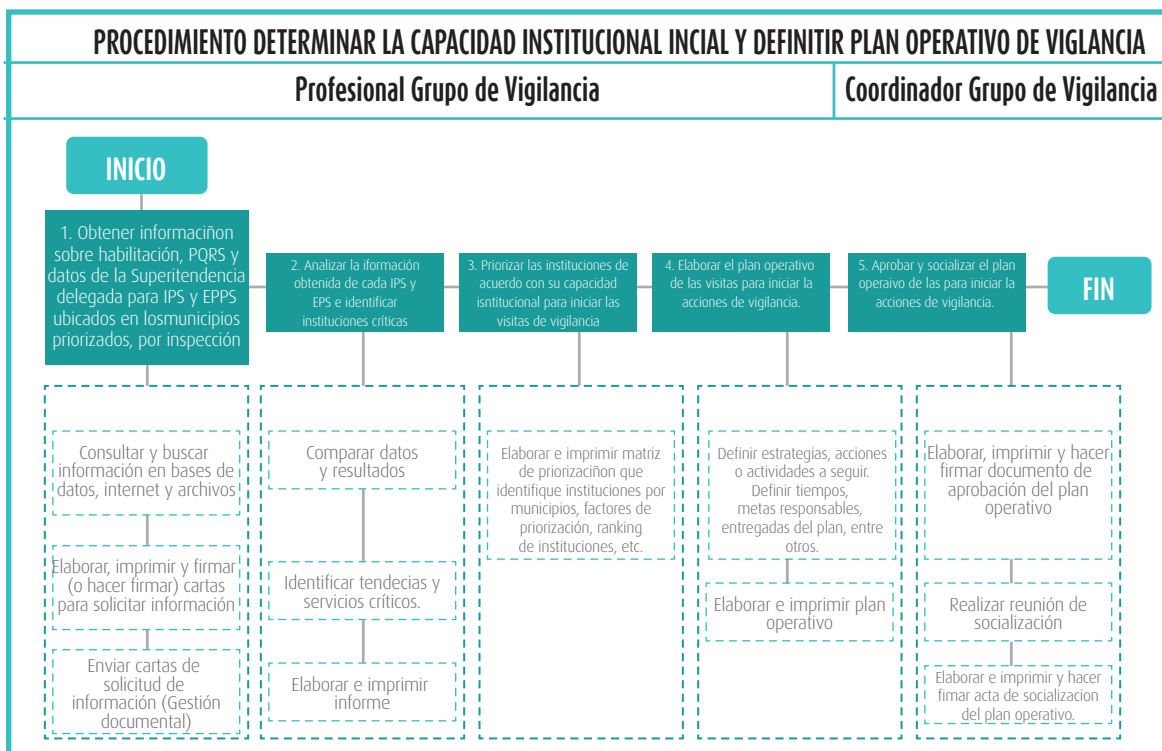 PROCEDIMIENTO DETERMINAR LA CAPACIDAD INSTITUCIONAL INCIAL Y DEFINITIR PLAN OPERATIVO DE VIGLANCIA
Profesional Grupo de Vigilancia
Coordinador Grupo de Vigilancia
INICIO
1. Obtener informaciñon
sobre habilitación, PQRS y
datos de la Superitendencia
delegada para IPS y EPPS
ubicados en losmunicipios
priorizados, por inspección
2. Analizar la iformación
obtenida de cada IPS y
EPS e identificar
instituciones críticas
3. Priorizar las instituciones de
acuerdo con su capacidad
isntitucional para iniciar las
visitas de vigilancia
4. Elaborar el plan operativo
de las visitas para iniciar la
acciones de vigilancia.
5. Aprobar y socializar el plan
operaivo de las para iniciar la
acciones de vigilancia.
FIN
Consultar y buscar
información en bases de
datos, internet y archivos
Elaborar, imprimir y firmar
(o hacer firmar) cartas
para solicitar información
Enviar cartas de
solicitud de
información (Gestión
documental)
Comparar datos
y resultados
Identificar tendecias y
servicios críticos.
Elaborar e imprimir
informe
Elaborar e imprimir matriz
de priorizaciñon que
identifique instituciones por
municipios, factores de
priorización, ranking
de instituciones, etc.
Definir estrategias, acciones
o actividades a seguir.
Definir tiempos,
metas responsables,
entregadas del plan, entre
otros.
Elaborar e imprimir plan
operativo
Elaborar, imprimir y hacer
firmar documento de
aprobación del plan
operativo
Realizar reunión de
socialización
Elaborar e imprimir y hacer
fimar acta de socializacion
del plan operativo.